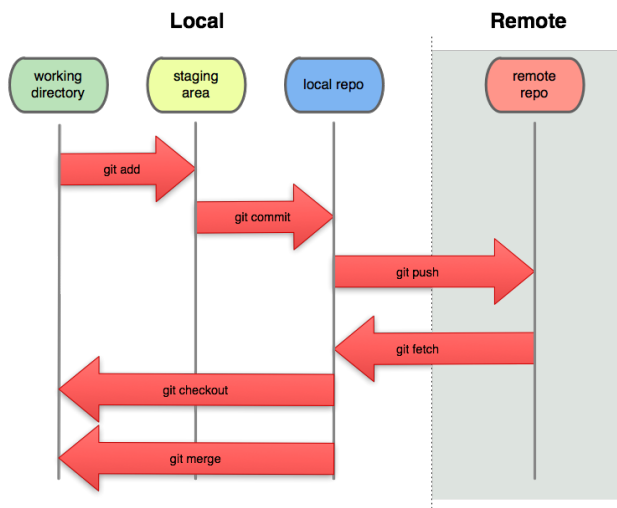 Local
Remote
working
directory
staging
area
local repo
remote
repo
git add
git commit
git push
git fetch
git checkout
git merge